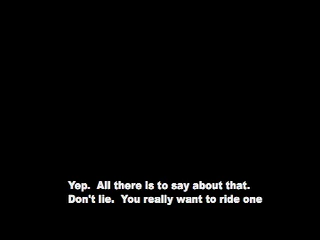 Yep.  All there is to say about that.
Don't lie.  You really want to ride one